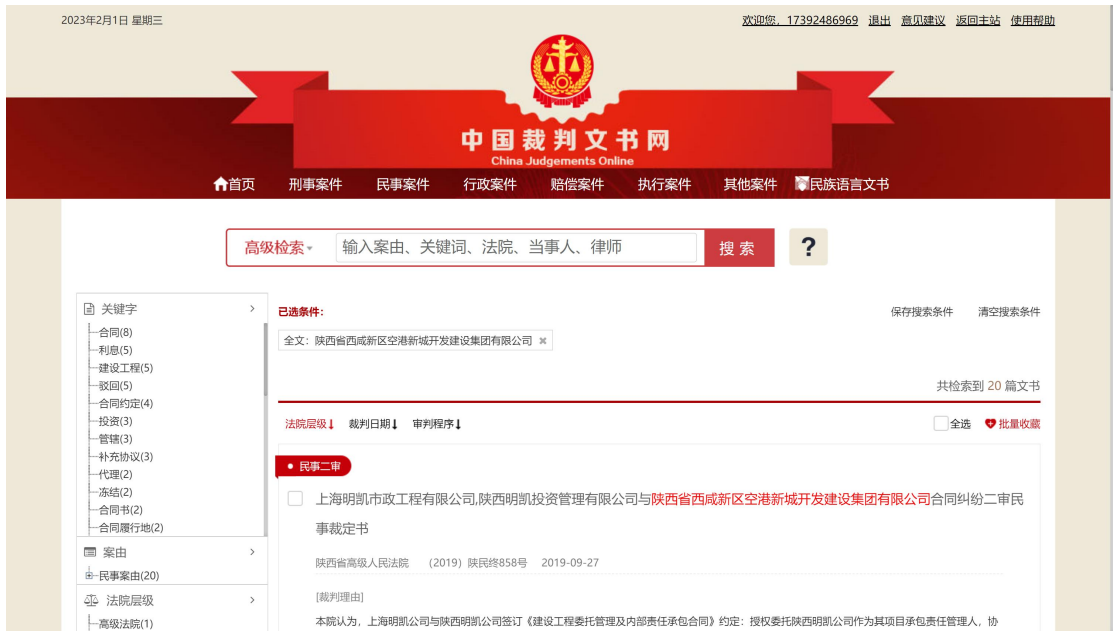 2023年2月1日 星期三
欢迎您，17392486969 退出 意见建议 返回主站 使用帮助
中国裁判文书网
China Judgements Online
首页 刑事案件 民事案件 行政案件 赔偿案件 执行案件 其他案件 民族语言文书
高级检索 输入案由、关键词、法院、当事人、律师 搜索 ?
关键字
合同(8)
利息(5)
建设工程(5)
驳回(5)
合同约定(4)
投资(3)
管辖(3)
补充协议(3)
代理(2)
冻结(2)
合同书(2)
合同履行地(2)
案由
民事案由(20)
法院层级
高级法院(1)
已选条件：
保存搜索条件 清空搜索条件
全文：陕西省西咸新区空港新城开发建设集团有限公司
共检索到 20 篇文书
法院层级 裁判日期 审判程序
全选 批量收藏
民事二审
上海明凯市政工程有限公司,陕西明凯投资管理有限公司与陕西省西咸新区空港新城开发建设集团有限公司合同纠纷二审民
事裁定书
陕西省高级人民法院 （2019）陕民终858号 2019-09-27
[裁判理由]
本院认为，上海明凯公司与陕西明凯公司签订《建设工程委托管理及内部责任承包合同》约定：授权委托陕西明凯公司作为其项目承包责任管理人，协